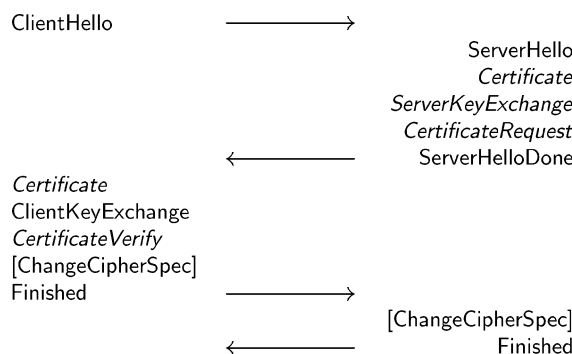 ClientHello
ServerHello
Certificate
ServerKeyExchange
CertificateRequest
ServerHelloDone
Certificate
ClientKeyExchange
CertificateVerify
[ChangeCipherSpec]
Finished
[ChangeCipherSpec]
Finished